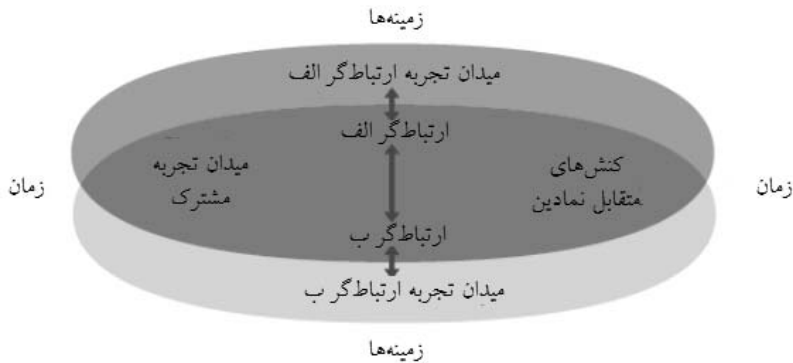 زمینه‌ها
میدان تجربه ارتباط‌گر الف
ارتباط‌گر الف
کنش‌های
متقابل نمادین
میدان تجربه
مشترک
زمان
زمان
ارتباط‌گر ب
میدان تجربه ارتباط‌گر ب
زمینه‌ها